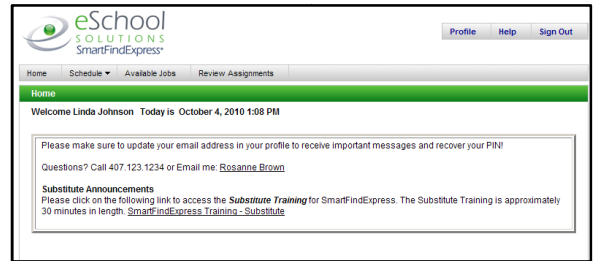 eSchool
SOLUTIONS
SmartFindExpress
Profile Help Sign Out
Home Schedule Available Jobs Review Assignments
Home
Welcome Linda Johnson Today is October 4, 2010 1:08 PM
Please make sure to update your email address in your profile to receive important messages and recover your PIN!
Questions? Call 407.123.1234 or Email me: Rosanne Brown
Substitute Announcements
Please click on the following link to access the Substitute Training for SmartFindExpress. The Substitute Training is approximately
30 minutes in length. SmartFindExpress Training - Substitute